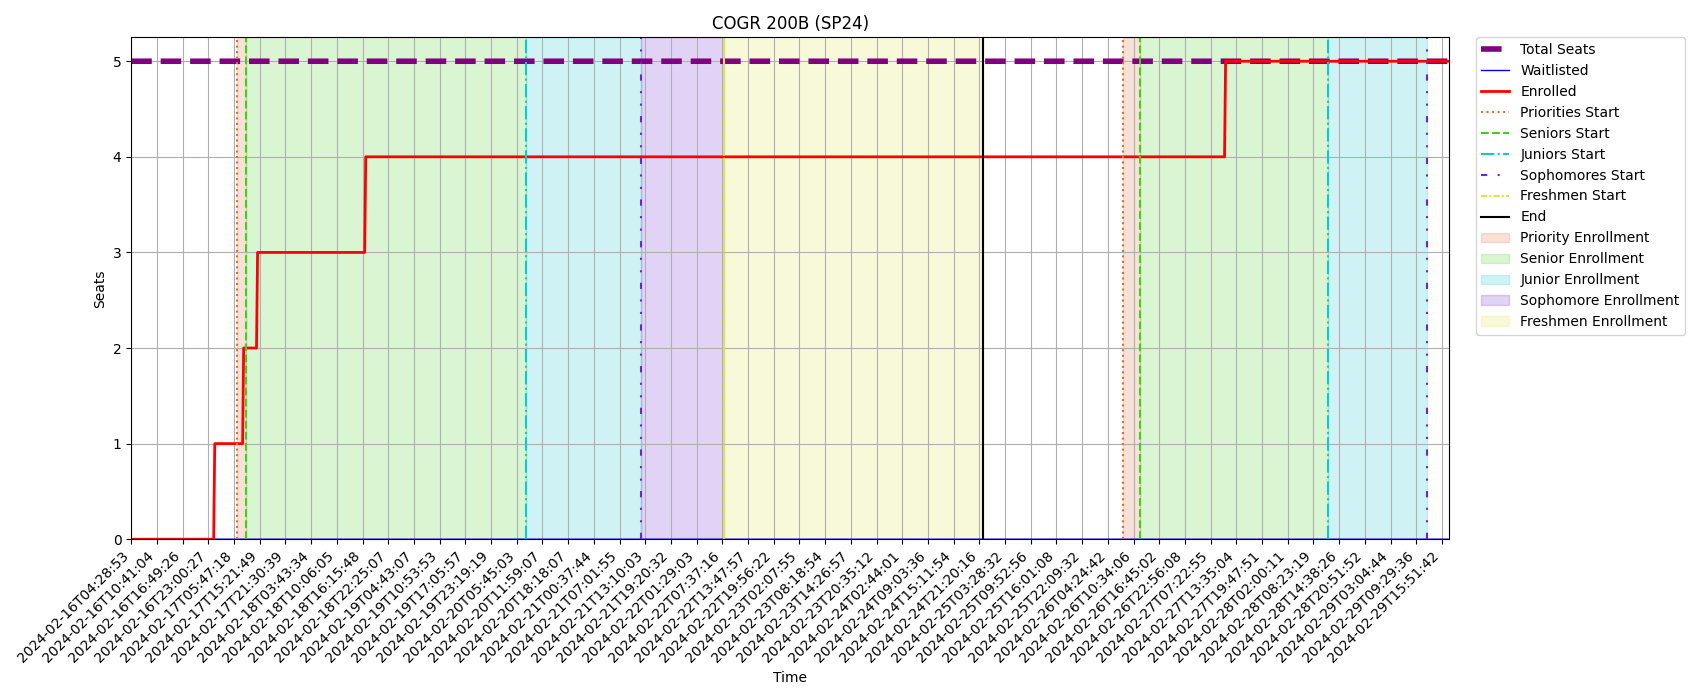 COGR 200B (SP24)
Seats
5
4
3
2
1
0
2024-02-16T04:28:53
2024-02-16T10:41:04
2024-02-16T16:49:26
2024-02-16T23:00:27
2024-02-17T05:47:18
2024-02-17T15:21:49
2024-02-17T21:30:39
2024-02-18T03:43:34
2024-02-18T10:06:05
2024-02-18T16:15:48
2024-02-18T22:25:07
2024-02-19T04:43:07
2024-02-19T10:53:53
2024-02-19T17:05:57
2024-02-19T23:19:19
2024-02-20T05:45:03
2024-02-20T11:59:07
2024-02-20T18:18:07
2024-02-21T00:37:44
2024-02-21T07:01:55
2024-02-21T13:10:03
2024-02-21T19:20:32
2024-02-22T01:29:03
2024-02-22T07:37:16
2024-02-22T13:47:57
2024-02-22T19:56:22
2024-02-23T02:07:55
2024-02-23T08:18:54
2024-02-23T14:26:57
2024-02-23T20:35:12
2024-02-24T02:44:01
2024-02-24T09:03:36
2024-02-24T15:11:54
2024-02-24T21:20:16
2024-02-25T03:28:32
2024-02-25T09:52:56
2024-02-25T16:01:08
2024-02-25T22:09:32
2024-02-26T04:24:42
2024-02-26T10:34:06
2024-02-26T16:45:02
2024-02-26T22:56:08
2024-02-27T07:22:55
2024-02-27T13:35:04
2024-02-27T19:47:51
2024-02-28T02:00:11
2024-02-28T08:23:19
2024-02-28T14:38:26
2024-02-28T20:51:52
2024-02-29T03:04:44
2024-02-29T09:29:36
2024-02-29T15:51:42
Time
Total Seats
Waitlisted
Enrolled
Priorities Start
Seniors Start
Juniors Start
Sophomores Start
Freshmen Start
End
Priority Enrollment
Senior Enrollment
Junior Enrollment
Sophomore Enrollment
Freshmen Enrollment